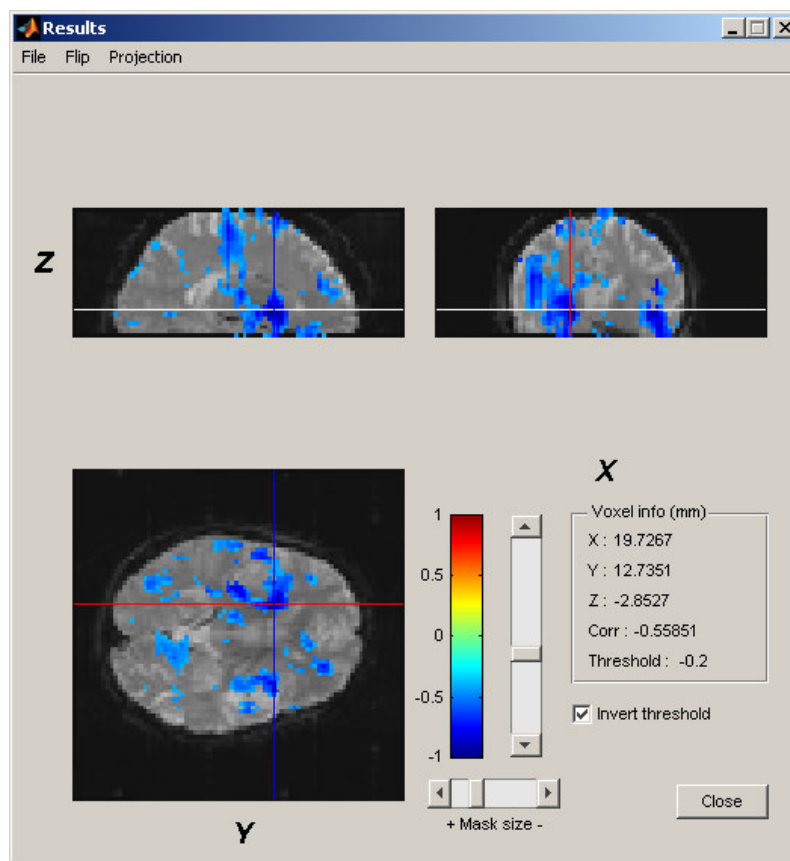 Results
File Flip Projection
Z
X
Y
1
0.5
0
-0.5
-1
Voxel info (mm)
X : 19.7267
Y : 12.7351
Z : -2.8527
Corr : -0.55851
Threshold : -0.2
Invert threshold
+ Mask size -
Close